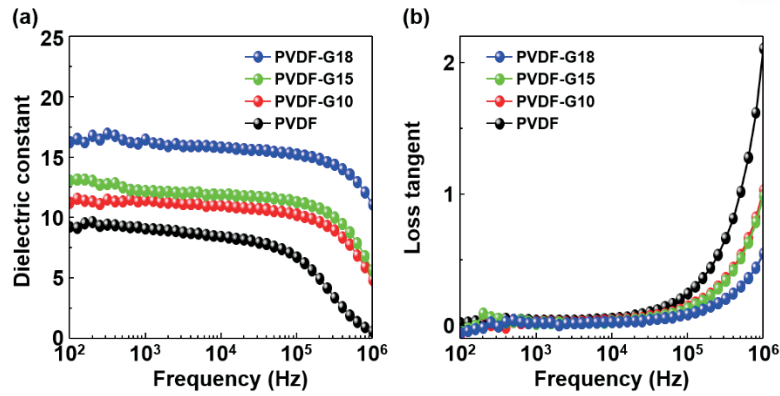 (a)
25
20
15
10
5
0
Dielectric constant
PVDF-G18
PVDF-G15
PVDF-G10
PVDF
10² 10³ 10⁴ 10⁵ 10⁶
Frequency (Hz)
(b)
2
1
0
Loss tangent
PVDF-G18
PVDF-G15
PVDF-G10
PVDF
10² 10³ 10⁴ 10⁵ 10⁶
Frequency (Hz)